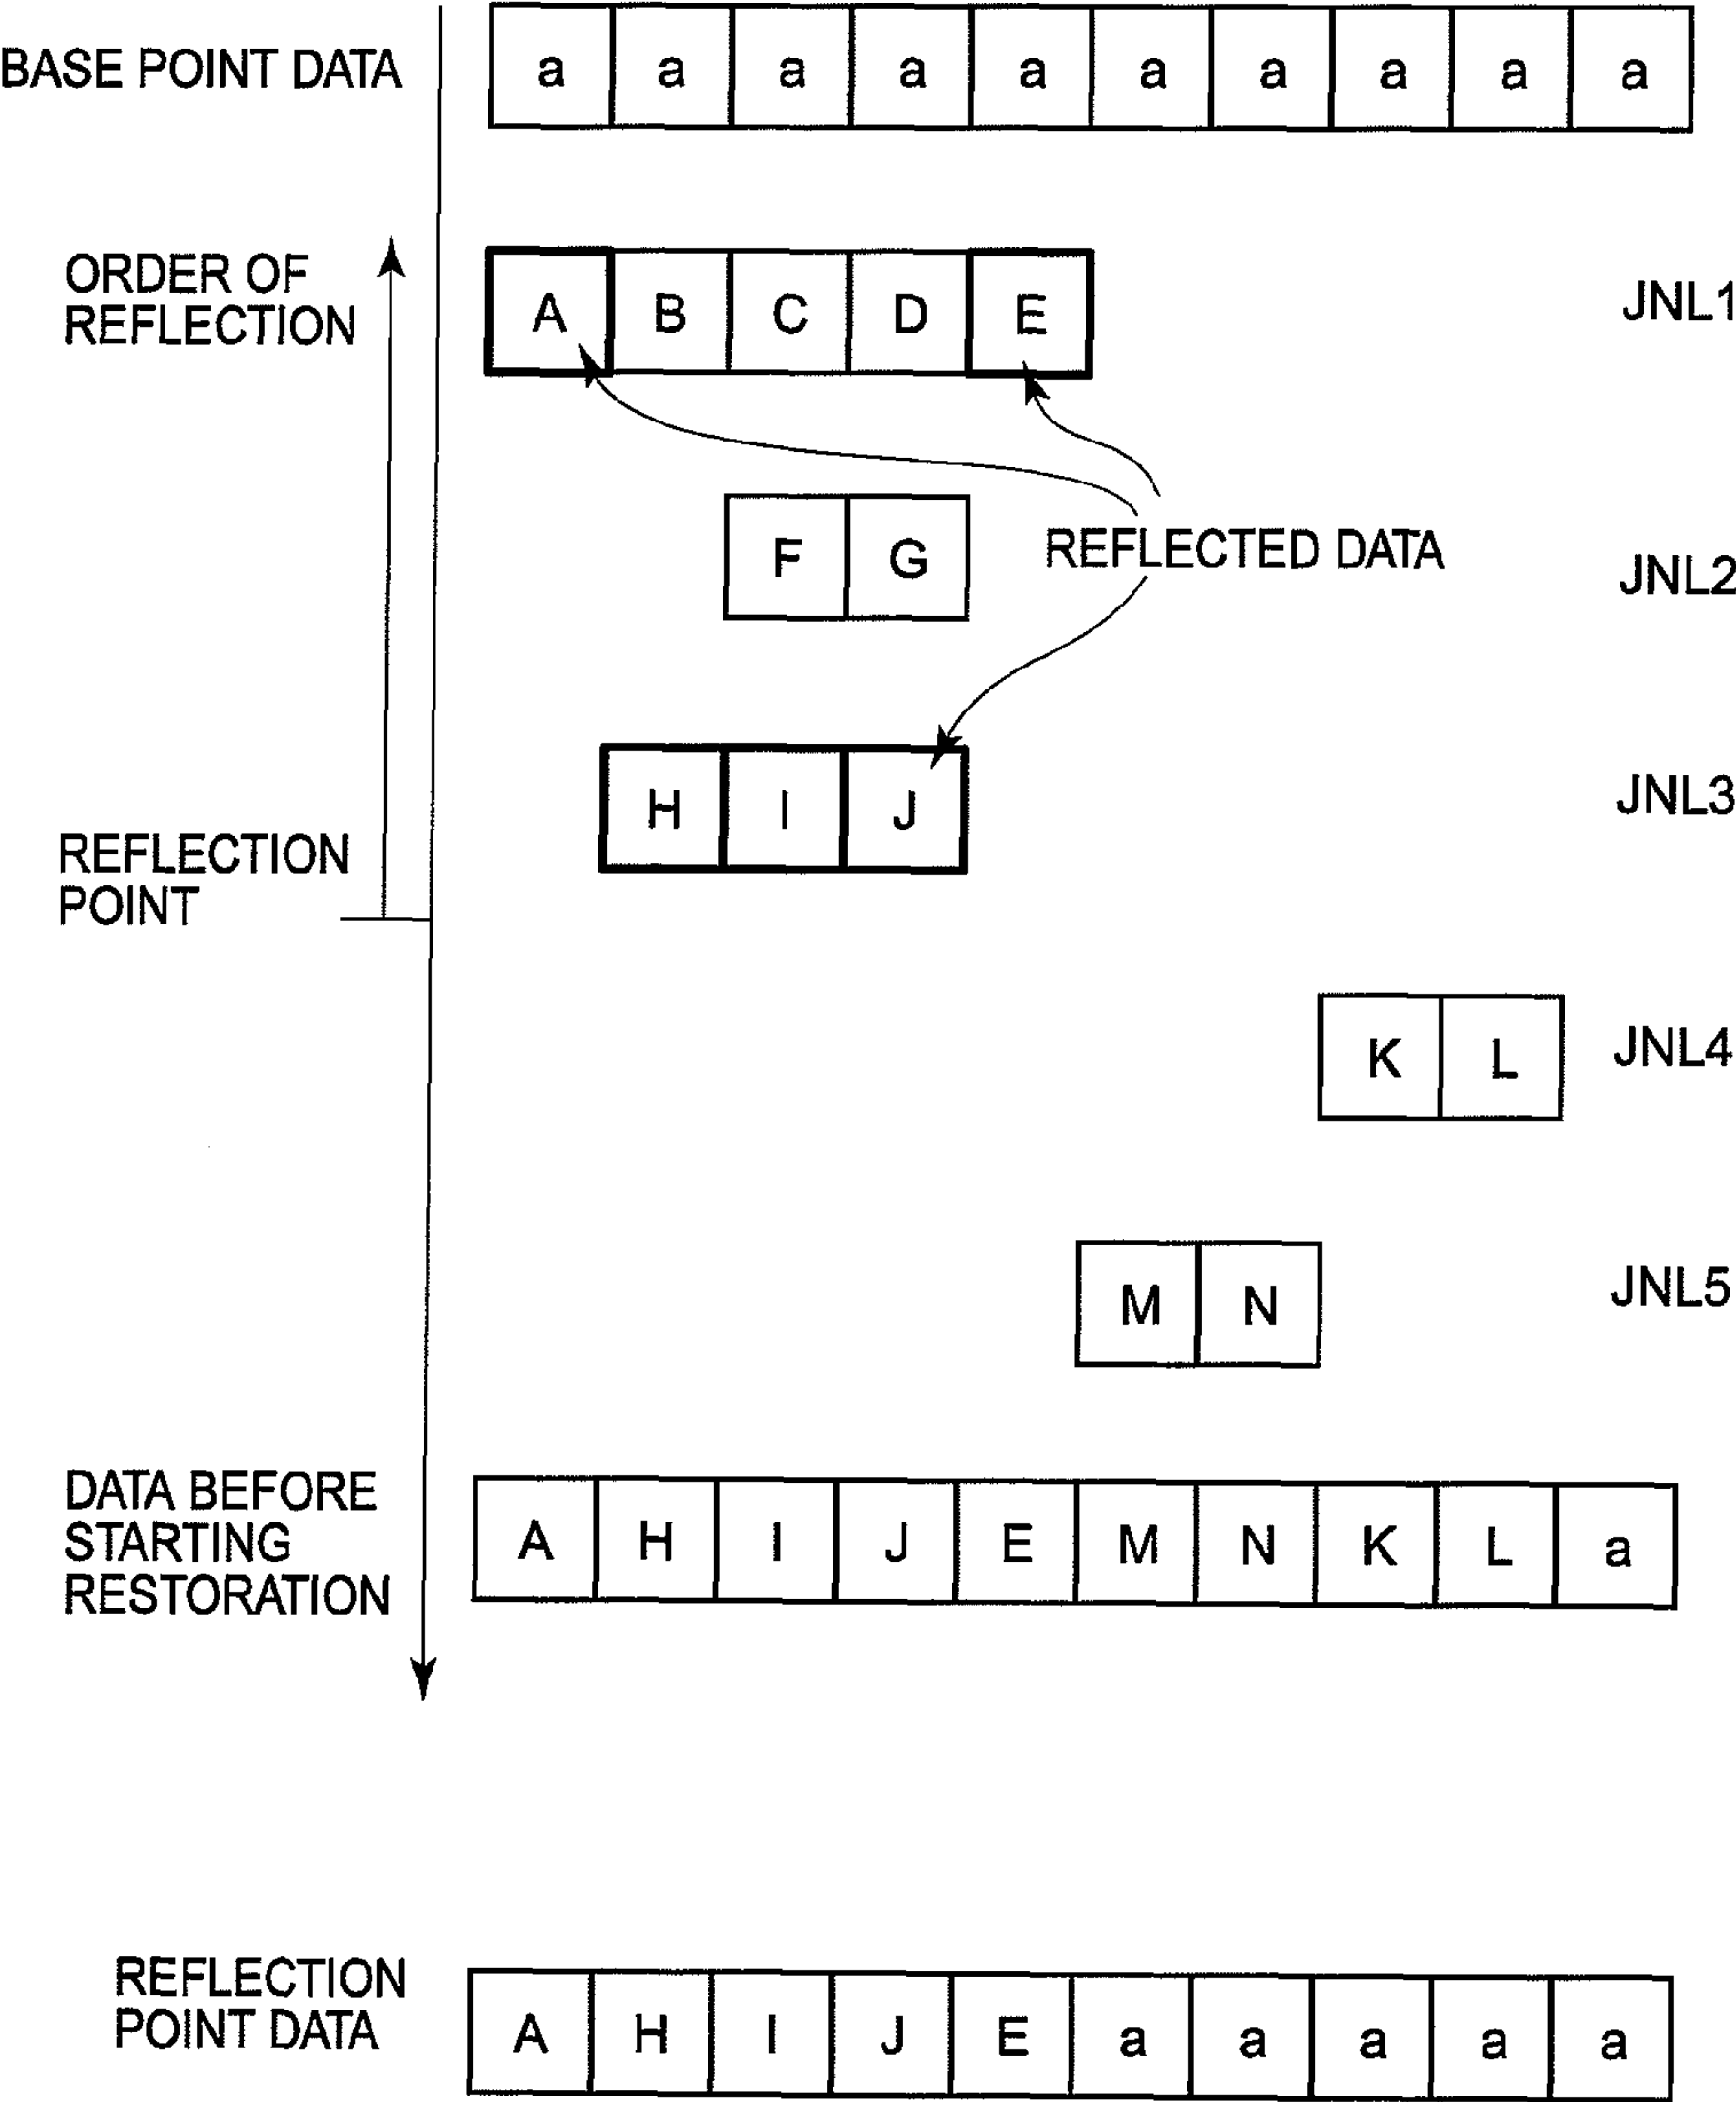 BASE POINT DATA
a a a a a a a a a a
ORDER OF
REFLECTION
A B C D E
JNL1
F G
REFLECTED DATA
JNL2
H I J
JNL3
REFLECTION
POINT
K L
JNL4
M N
JNL5
DATA BEFORE
STARTING
RESTORATION
A H I J E M N K L a
REFLECTION
POINT DATA
A H I J E a a a a a